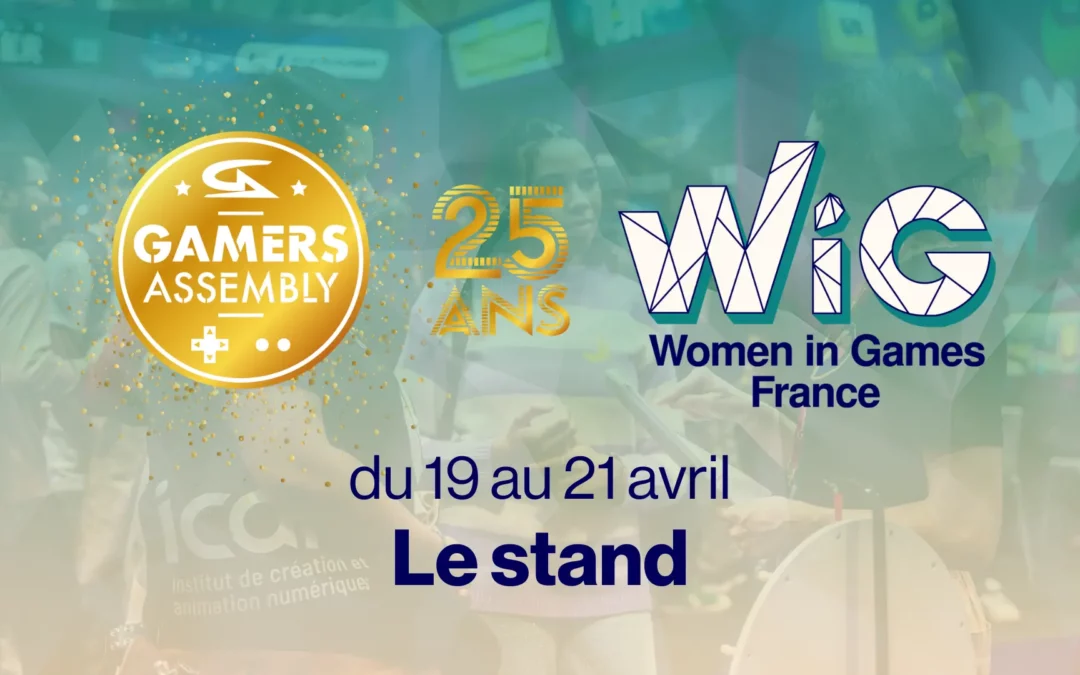 GAMERS
ASSEMBLY
25
ANS
WiG
Women in Games
France
du 19 au 21 avril
Le stand
ica
institut de création et
animation numériques